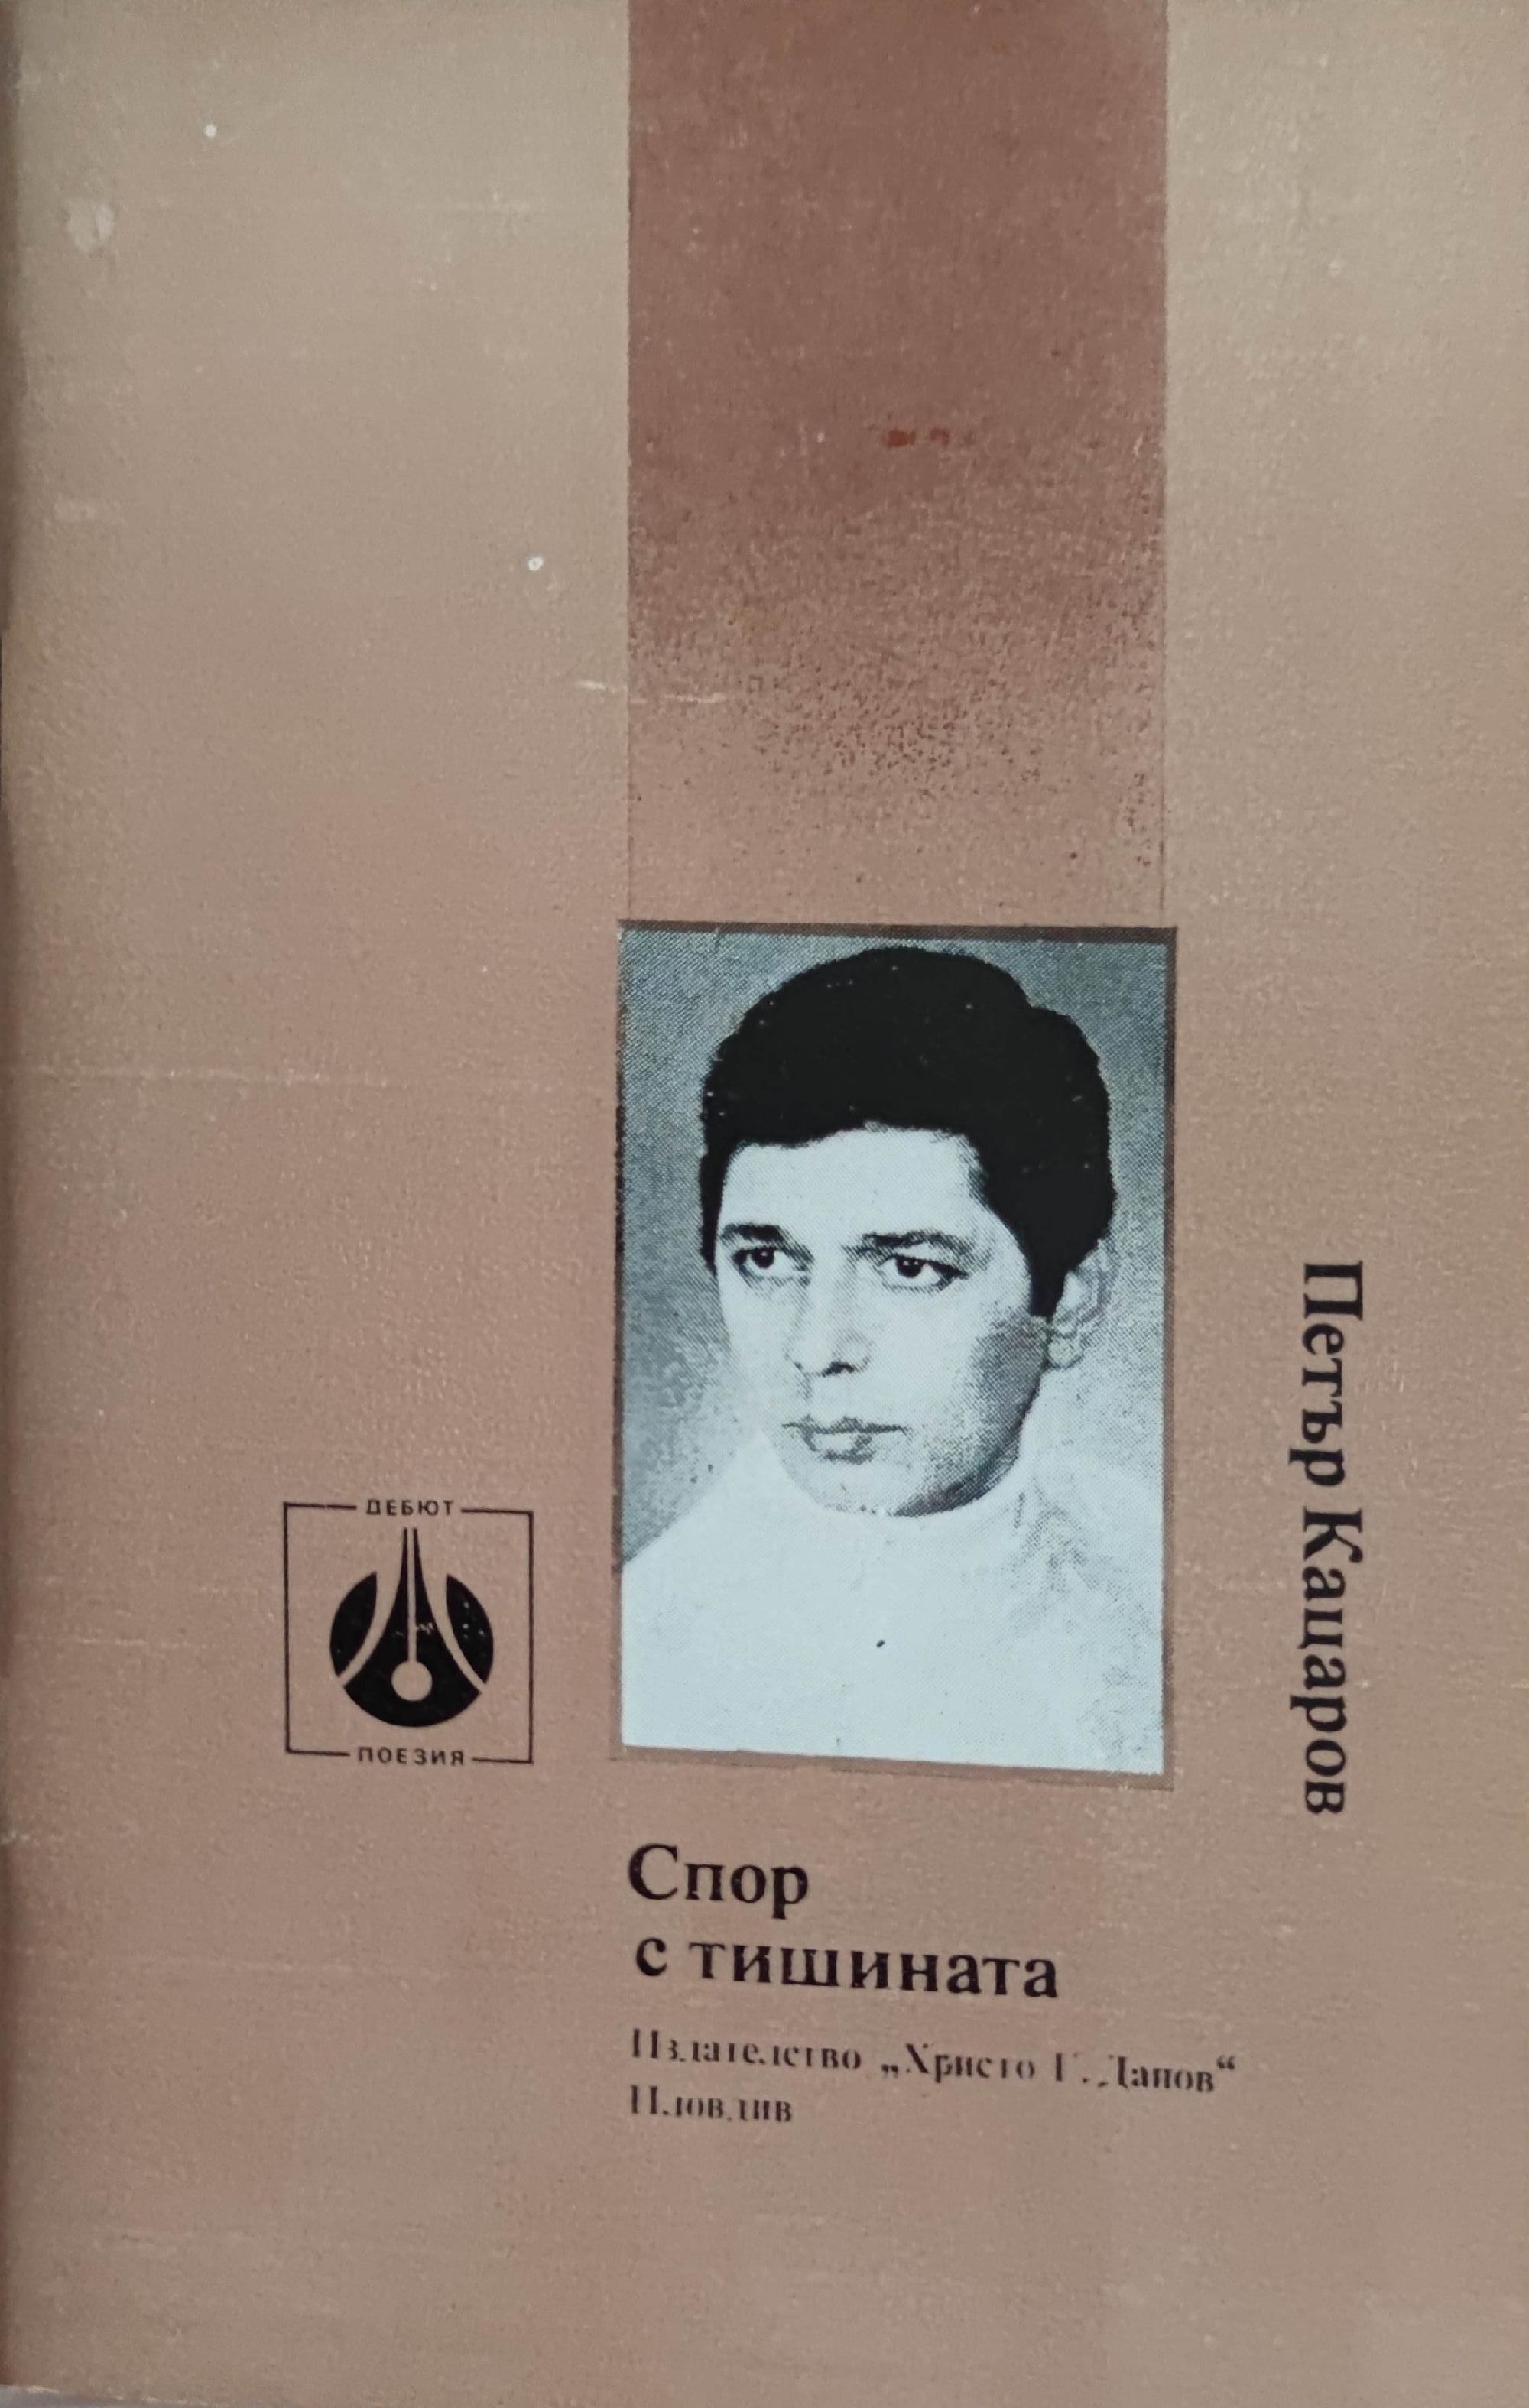 Петър Кацаров
ДЕБЮТ
ПОЕЗИЯ
Спор
с тишината
Издателство „Христо Г. Данов“
Пловдив